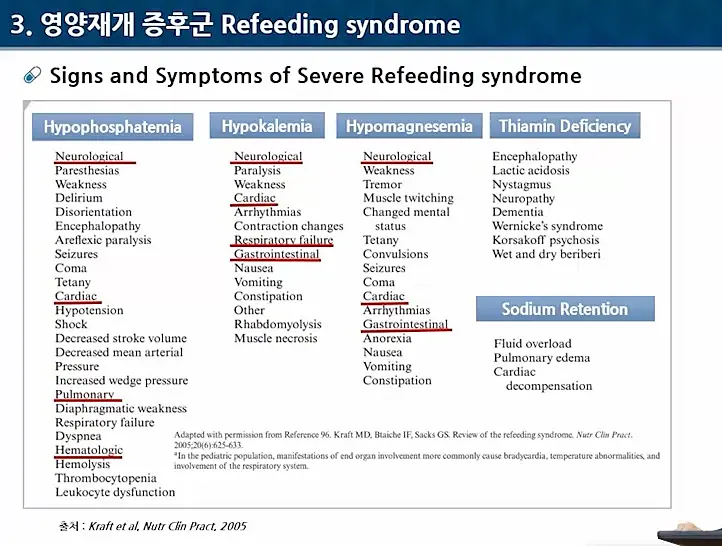 3. 영양재개 증후군 Refeeding syndrome
Signs and Symptoms of Severe Refeeding syndrome
Hypophosphatemia
Neurological
Paresthesias
Weakness
Delirium
Disorientation
Encephalopathy
Areflexic paralysis
Seizures
Coma
Tetany
Cardiac
Hypotension
Shock
Decreased stroke volume
Decreased mean arterial
Pressure
Increased wedge pressure
Pulmonary
Diaphragmatic weakness
Respiratory failure
Dyspnea
Hematologic
Hemolysis
Thrombocytopenia
Leukocyte dysfunction
Hypokalemia
Neurological
Paralysis
Weakness
Cardiac
Arrhythmias
Contraction changes
Respiratory failure
Gastrointestinal
Nausea
Vomiting
Constipation
Other
Rhabdomyolysis
Muscle necrosis
Hypomagnesemia
Neurological
Weakness
Tremor
Muscle twitching
Changed mental
status
Tetany
Convulsions
Seizures
Coma
Cardiac
Arrhythmias
Gastrointestinal
Anorexia
Nausea
Vomiting
Constipation
Thiamin Deficiency
Encephalopathy
Lactic acidosis
Nystagmus
Neuropathy
Dementia
Wernicke's syndrome
Korsakoff psychosis
Wet and dry beriberi
Sodium Retention
Fluid overload
Pulmonary edema
Cardiac
decompensation
Adapted with permission from Reference 96. Kraft MD, Btaiche IF, Sacks GS. Review of the refeeding syndrome. Nutr Clin Pract.
2005;20(6):625-633.
aIn the pediatric population, manifestations of end organ involvement more commonly cause bradycardia, temperature abnormalities, and
involvement of the respiratory system.
출처 : Kraft et al, Nutr Clin Pract, 2005